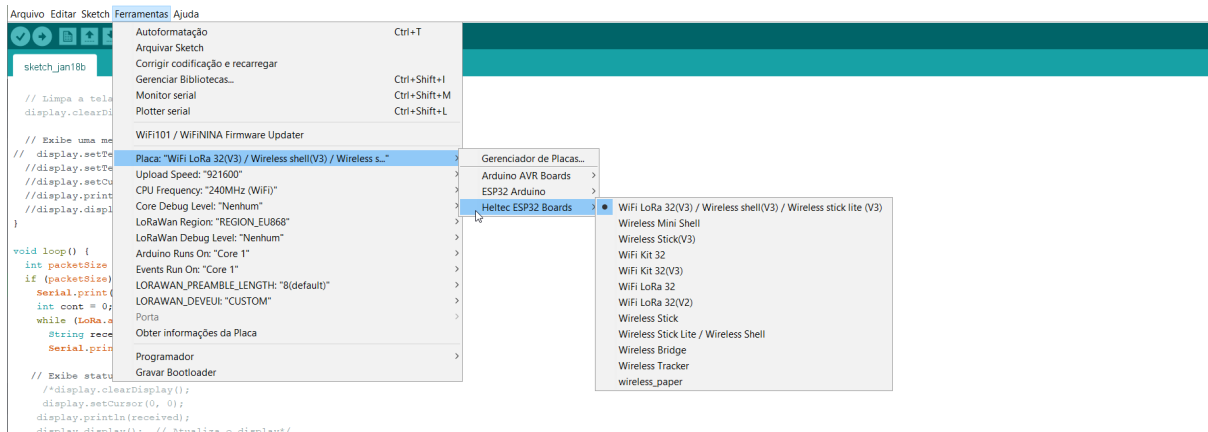 Arquivo Editar Sketch Ferramentas Ajuda
sketch_jan18b
Autoformatação Ctrl+T
Arquivar Sketch
Corrigir codificação e recarregar
Gerenciar Bibliotecas... Ctrl+Shift+I
Monitor serial Ctrl+Shift+M
Plotter serial Ctrl+Shift+L
WiFi101 / WiFiNINA Firmware Updater
Placa: "WiFi LoRa 32(V3) / Wireless shell(V3) / Wireless s..."
Upload Speed: "921600"
CPU Frequency: "240MHz (WiFi)"
Core Debug Level: "Nenhum"
LoRaWan Region: "REGION_EU868"
LoRaWan Debug Level: "Nenhum"
Arduino Runs On: "Core 1"
Events Run On: "Core 1"
LORAWAN_PREAMBLE_LENGTH: "8(default)"
LORAWAN_DEVEUI: "CUSTOM"
Porta
Obter informações da Placa
Programador
Gravar Bootloader
Gerenciador de Placas...
Arduino AVR Boards
ESP32 Arduino
Heltec ESP32 Boards
WiFi LoRa 32(V3) / Wireless shell(V3) / Wireless stick lite (V3)
Wireless Mini Shell
Wireless Stick(V3)
WiFi Kit 32
WiFi Kit 32(V3)
WiFi LoRa 32
WiFi LoRa 32(V2)
Wireless Stick
Wireless Stick Lite / Wireless Shell
Wireless Bridge
Wireless Tracker
wireless_paper
// Limpa a tela
display.clearDi
// Exibe uma me
// display.setTe
//display.setTe
//display.setCu
//display.print
//display.displ
}
void loop() {
int packetSize
if (packetSize)
Serial.print(
int cont = 0;
while (LoRa.a
String rece
Serial.prin
// Exibe statu
/*display.clearDisplay();
display.setCursor(0, 0);
display.println(received);
display.display(); // Atualiza o display*/